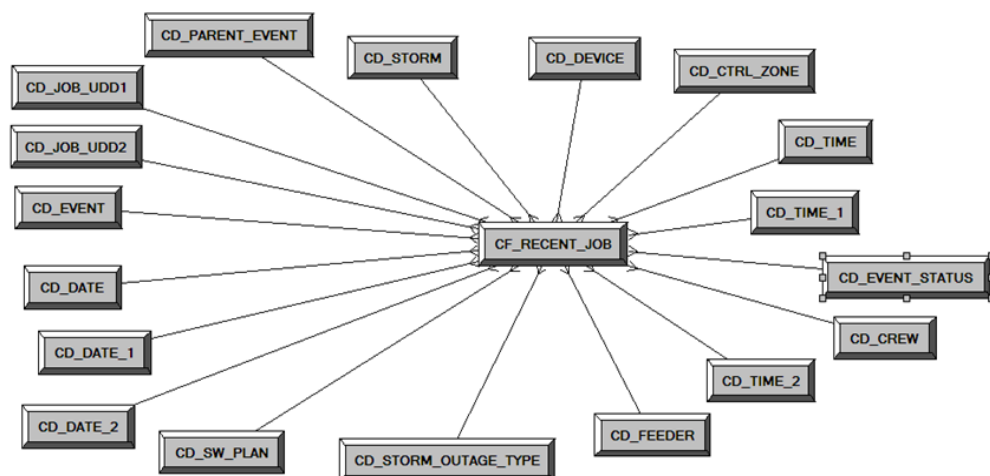 CD_PARENT_EVENT
CD_STORM
CD_DEVICE
CD_CTRL_ZONE
CD_JOB_UDD1
CD_JOB_UDD2
CD_TIME
CD_EVENT
CD_TIME_1
CF_RECENT_JOB
CD_DATE
CD_EVENT_STATUS
CD_DATE_1
CD_CREW
CD_TIME_2
CD_DATE_2
CD_SW_PLAN
CD_STORM_OUTAGE_TYPE
CD_FEEDER